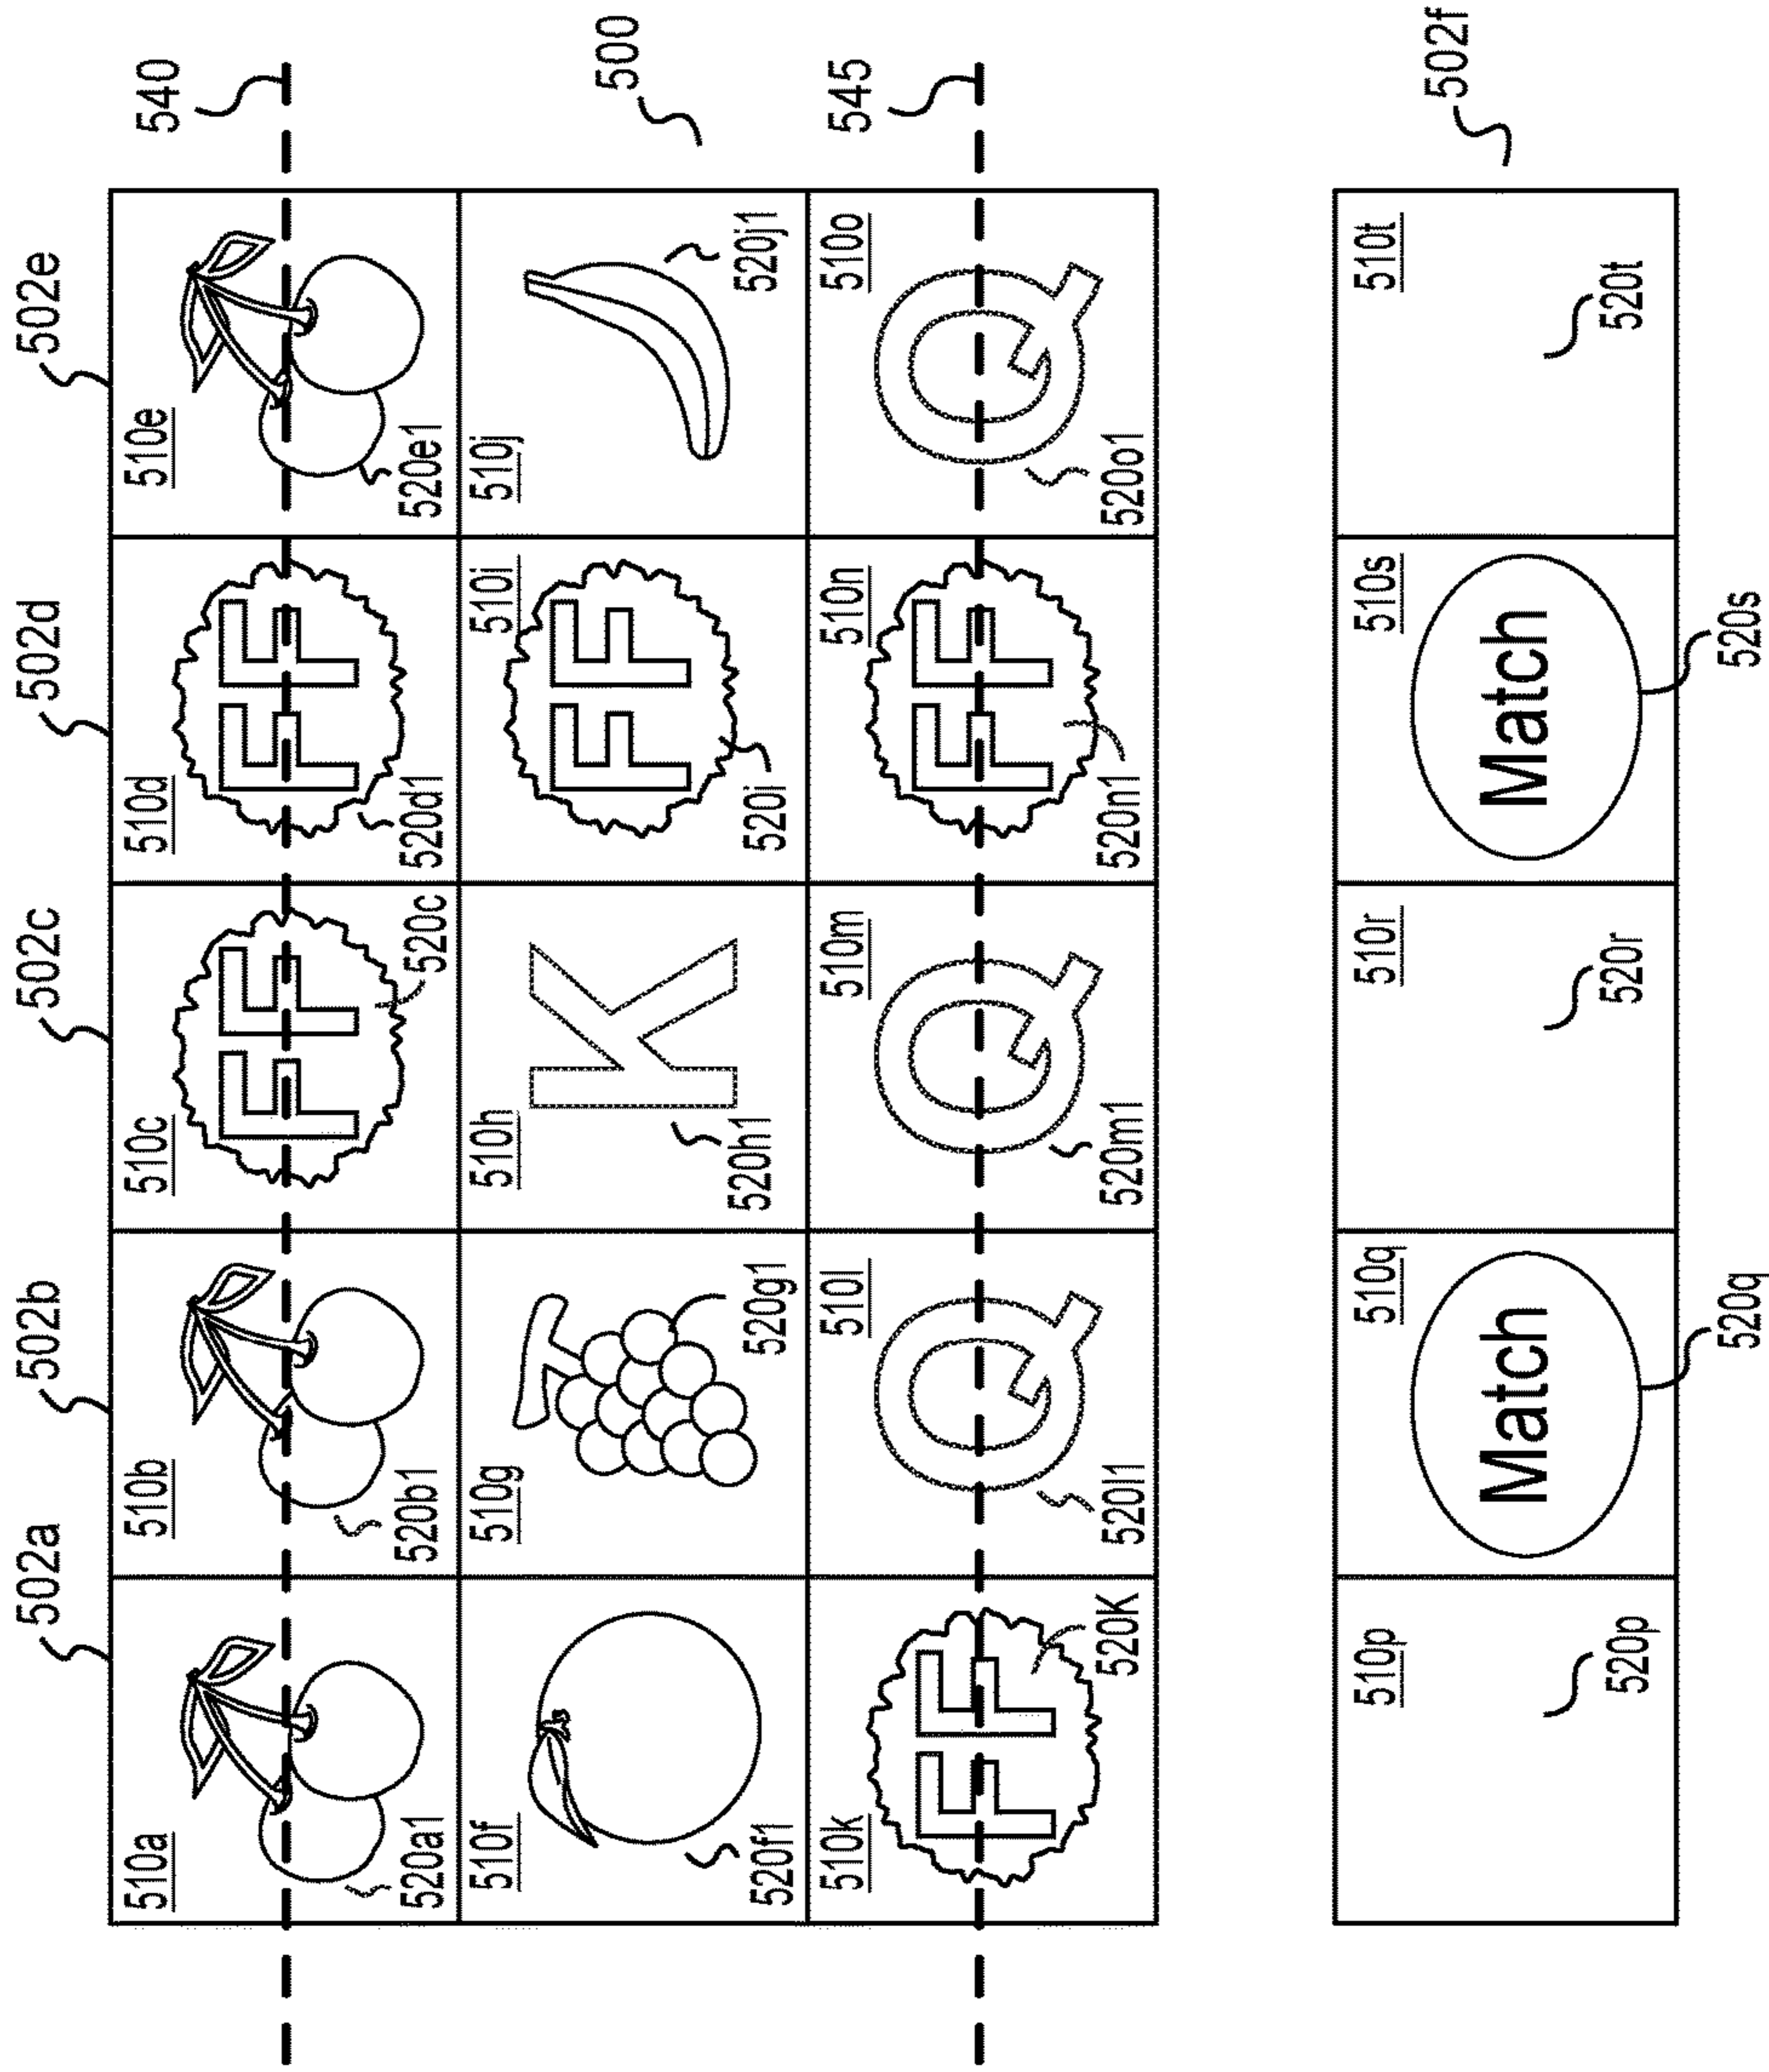 502a
502b
502c
502d
502e
510a
520a1
510b
520b1
510c
FF
520c
510d
FF
520d1
510e
520e1
540
510f
520f1
510g
520g1
510h
K
520h1
510i
FF
520i
510j
520j1
500
510k
FF
520K
510l
Q
520l1
510m
Q
520m1
510n
FF
520n1
510o
Q
520o1
545
510p
520p
510q
Match
520q
510r
520r
510s
Match
520s
510t
520t
502f